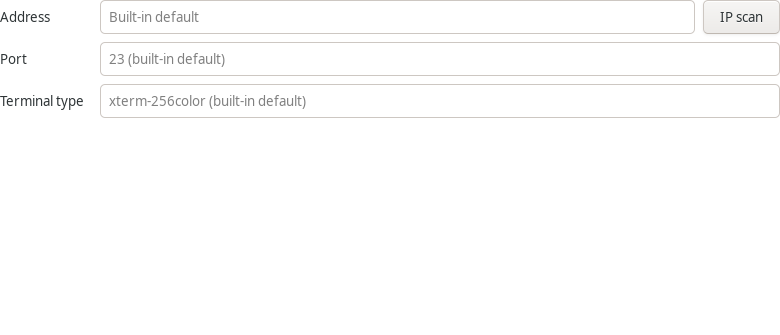 Address Built-in default IP scan
Port 23 (built-in default)
Terminal type xterm-256color (built-in default)